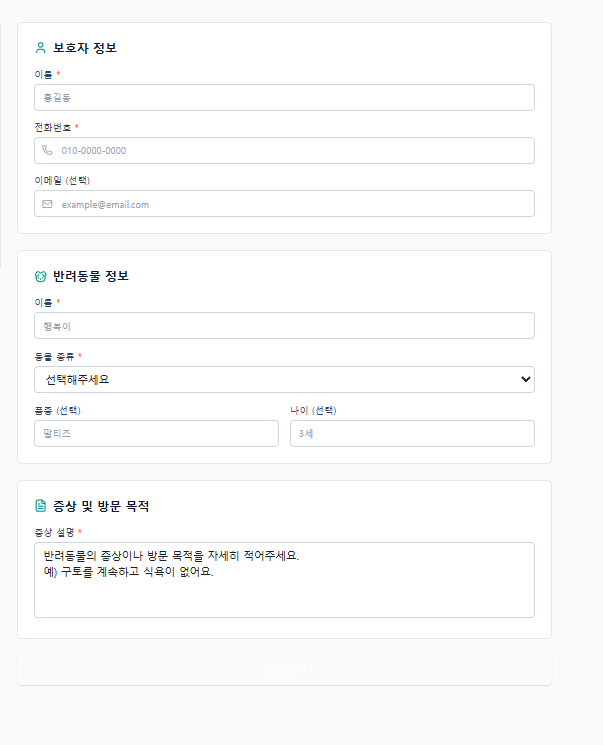 보호자 정보
이름 *
홍길동
전화번호 *
010-0000-0000
이메일 (선택)
example@email.com
반려동물 정보
이름 *
행복이
동물 종류 *
선택해주세요
품종 (선택) 나이 (선택)
말티즈 3세
증상 및 방문 목적
증상 설명 *
반려동물의 증상이나 방문 목적을 자세히 적어주세요.
예) 구토를 계속하고 식욕이 없어요.